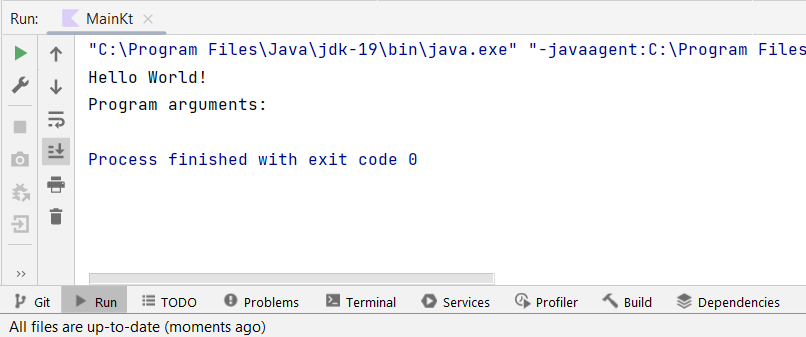 Run: MainKt
"C:\Program Files\Java\jdk-19\bin\java.exe" "-javaagent:C:\Program Files
Hello World!
Program arguments:
Process finished with exit code 0
Git Run TODO Problems Terminal Services Profiler Build Dependencies
All files are up-to-date (moments ago)